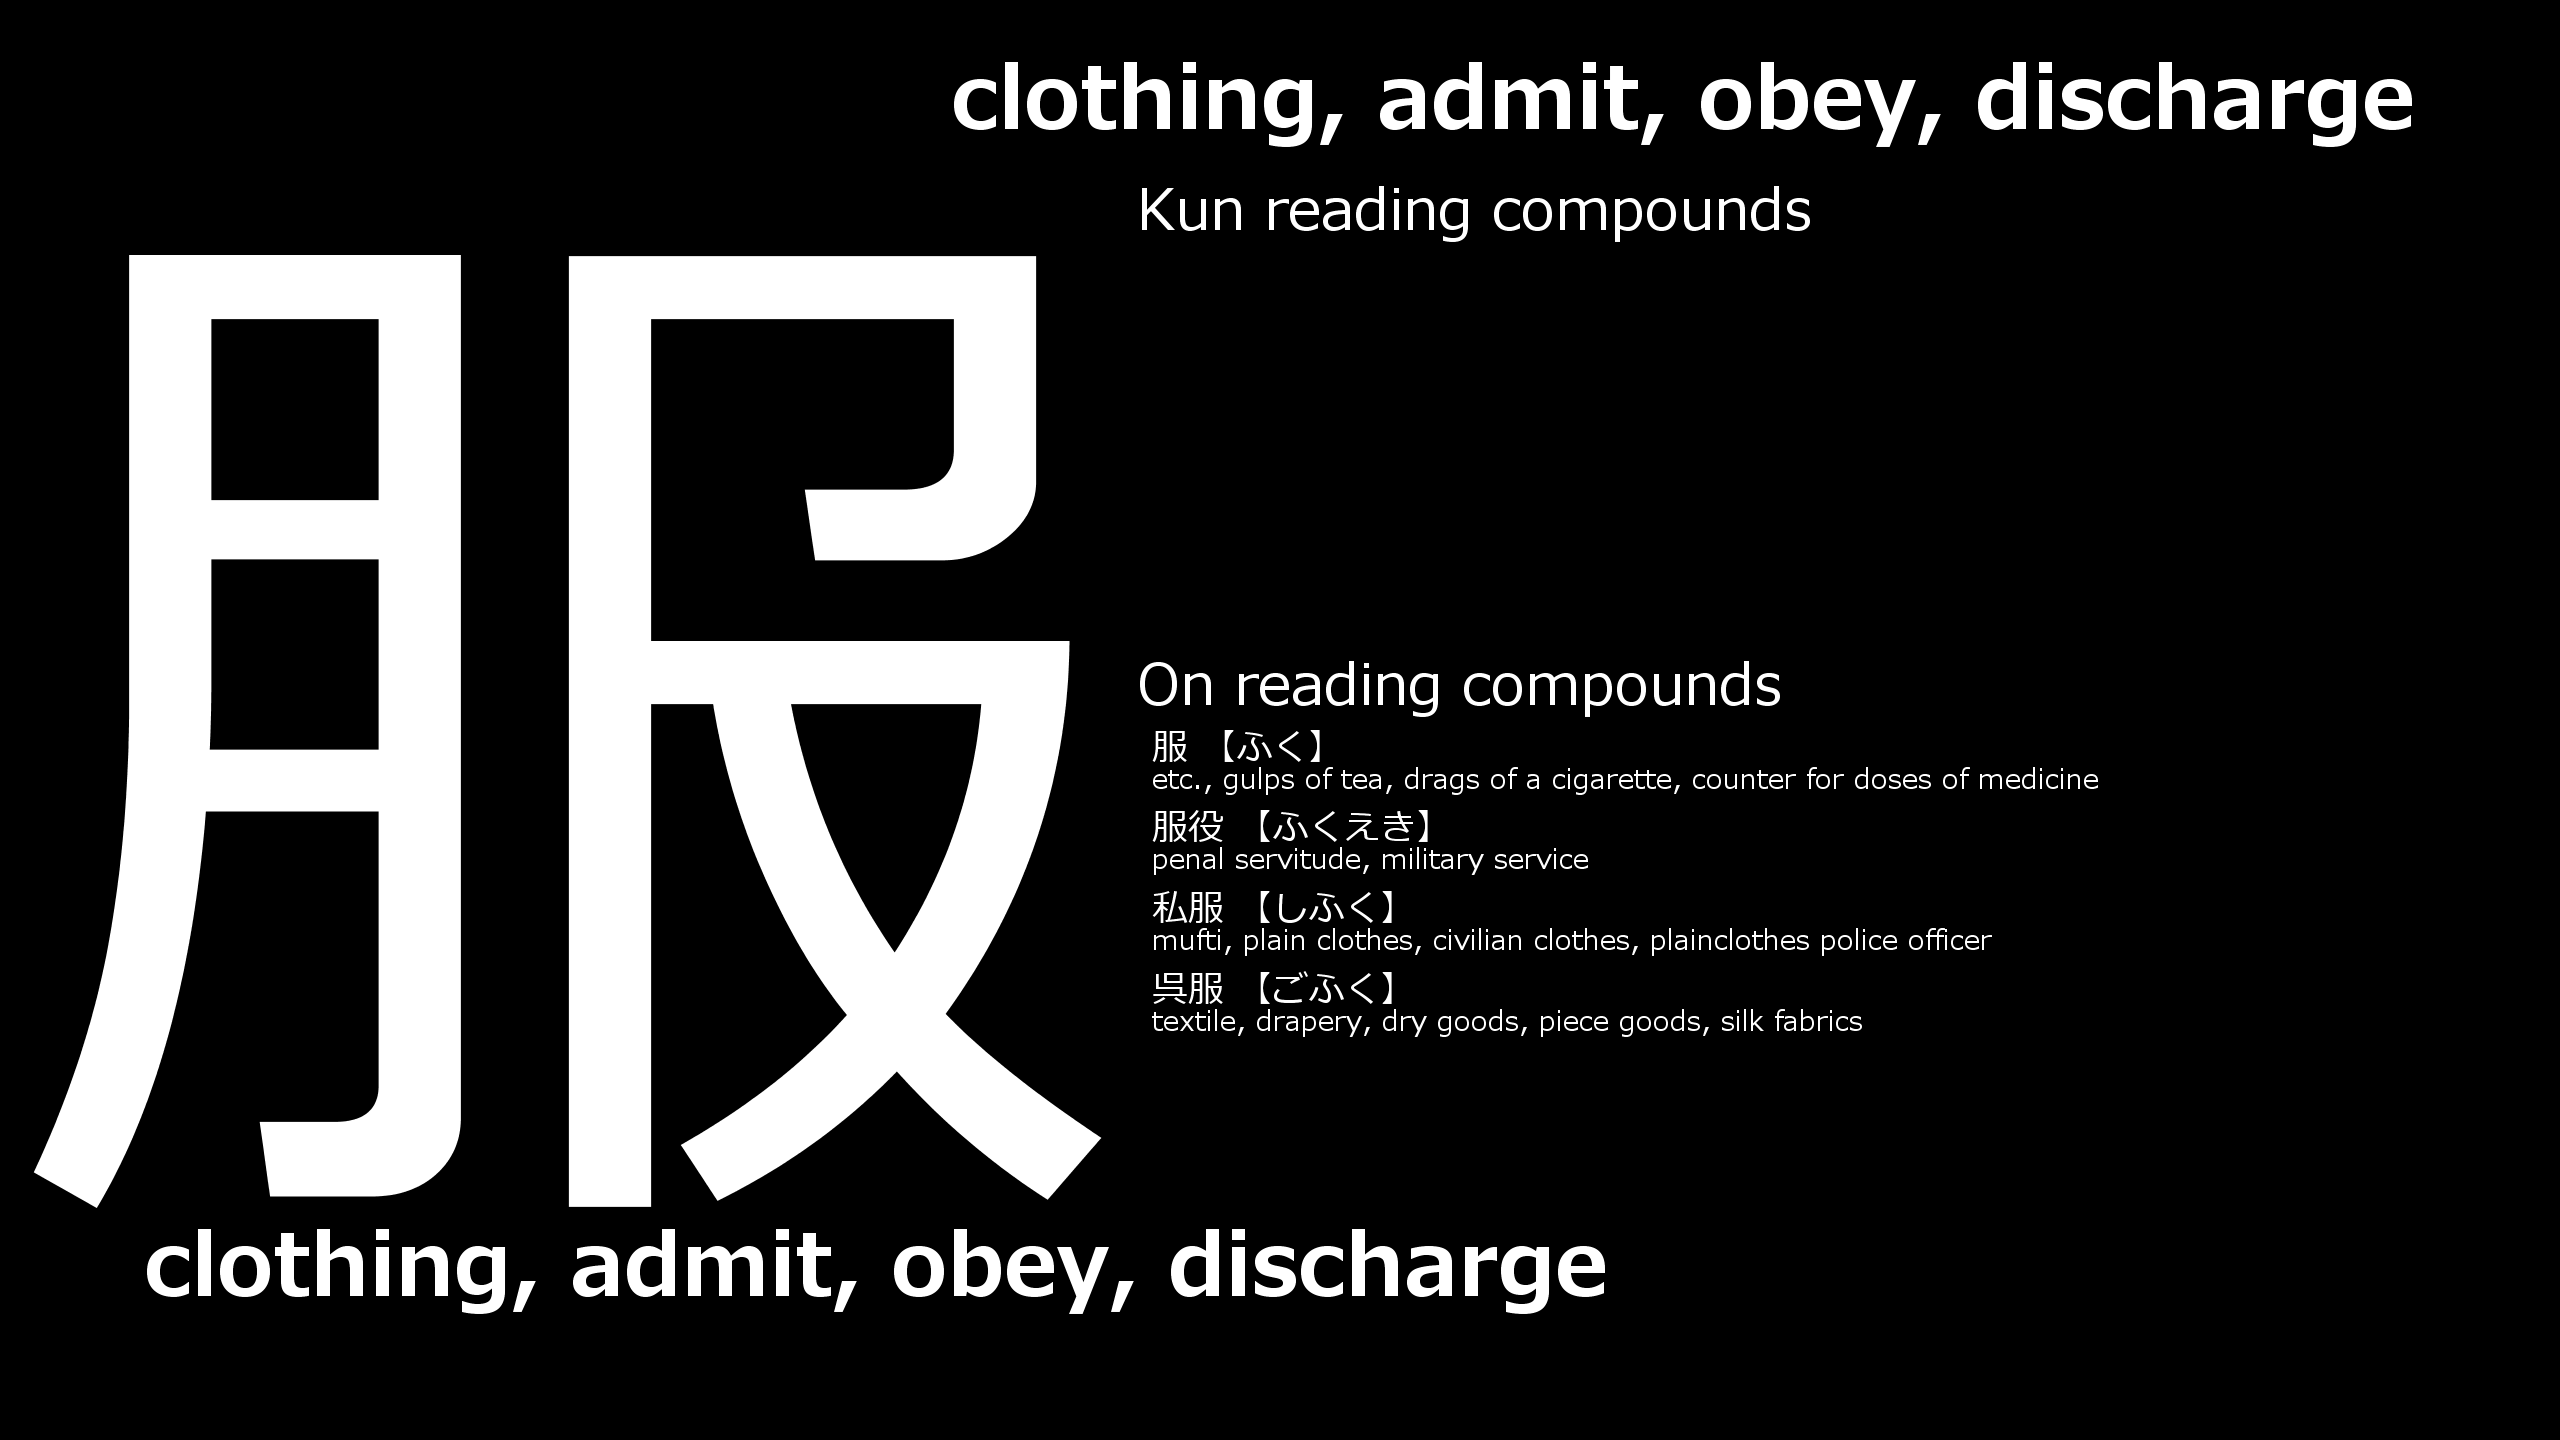 clothing, admit, obey, discharge
Kun reading compounds
服
On reading compounds
服 【ふく】
etc., gulps of tea, drags of a cigarette, counter for doses of medicine
服役 【ふくえき】
penal servitude, military service
私服 【しふく】
mufti, plain clothes, civilian clothes, plainclothes police officer
呉服 【ごふく】
textile, drapery, dry goods, piece goods, silk fabrics
clothing, admit, obey, discharge